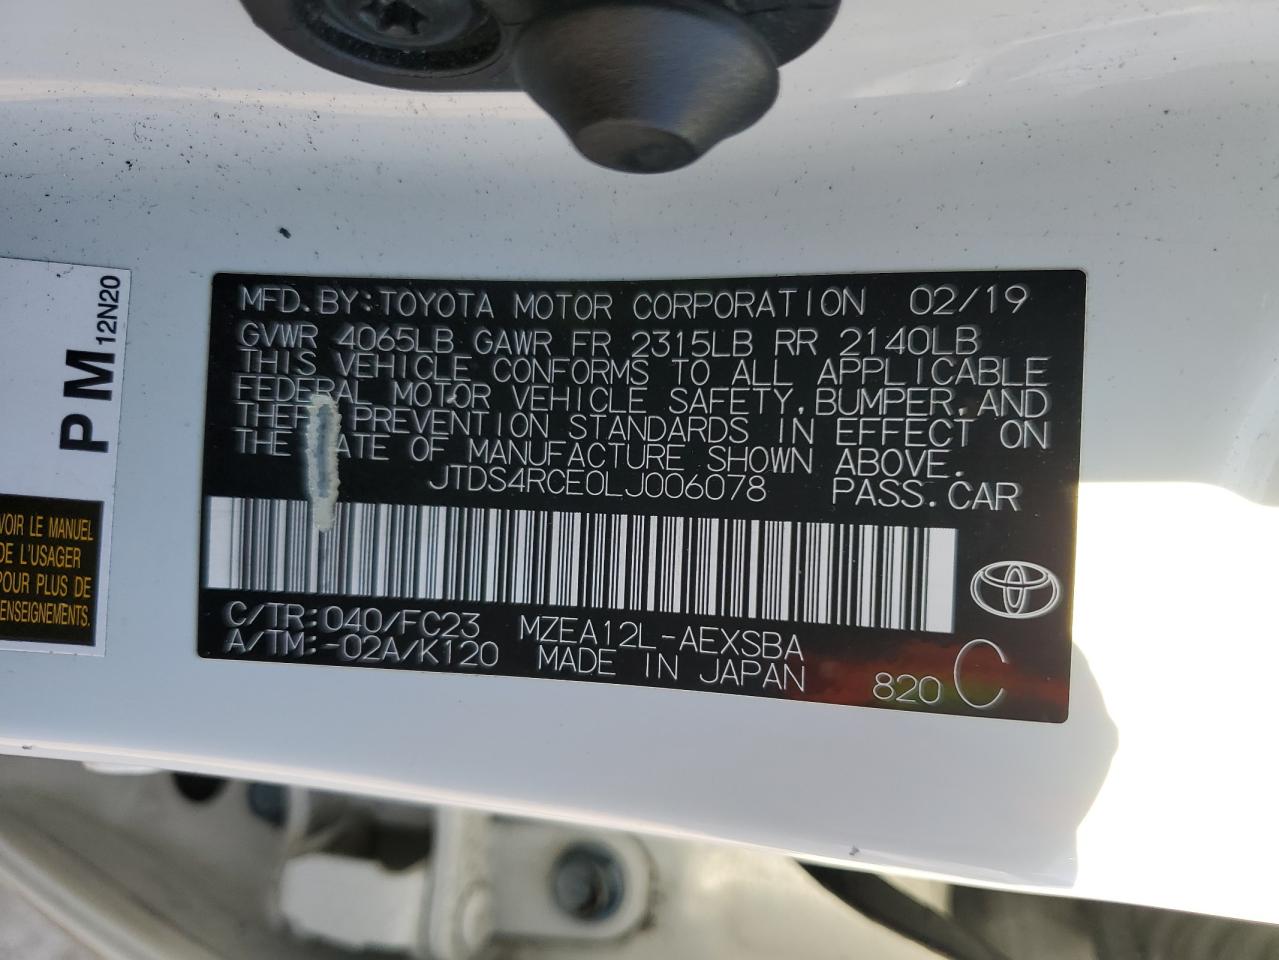 MFD. BY: TOYOTA MOTOR CORPORATION 02/19
GVWR 4065LB GAWR FR 2315LB RR 2140LB
THIS VEHICLE CONFORMS TO ALL APPLICABLE
FEDERAL MOTOR VEHICLE SAFETY, BUMPER, AND
THEFT PREVENTION STANDARDS IN EFFECT ON
THE DATE OF MANUFACTURE SHOWN ABOVE.
JTDS4RCE0LJ006078 PASS. CAR
C/TR: 040/FC23 MZEA12L-AEXSBA
A/TM: -02A/K120 MADE IN JAPAN
820 C
PM 12N20
VOIR LE MANUEL
DE L'USAGER
POUR PLUS DE
RENSEIGNEMENTS.